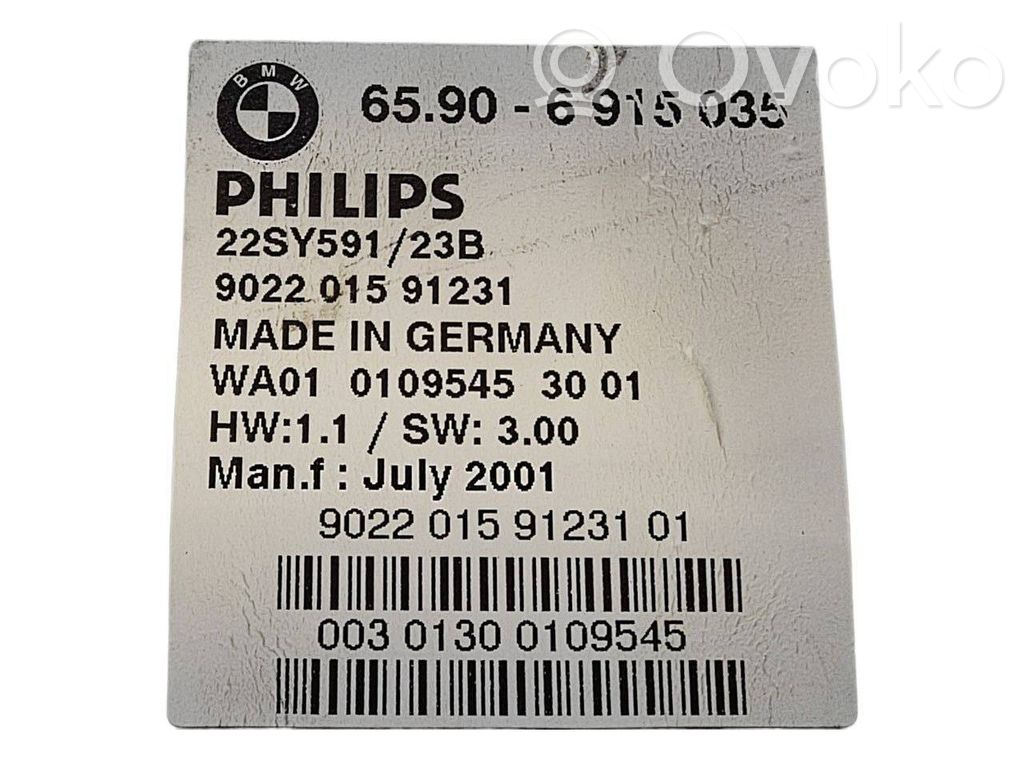 Ovoko
BMW 65.90 - 6 915 035
PHILIPS
22SY591/23B
9022 015 91231
MADE IN GERMANY
WA01 0109545 30 01
HW:1.1 / SW: 3.00
Man.f : July 2001
9022 015 91231 01
003 0130 0109545